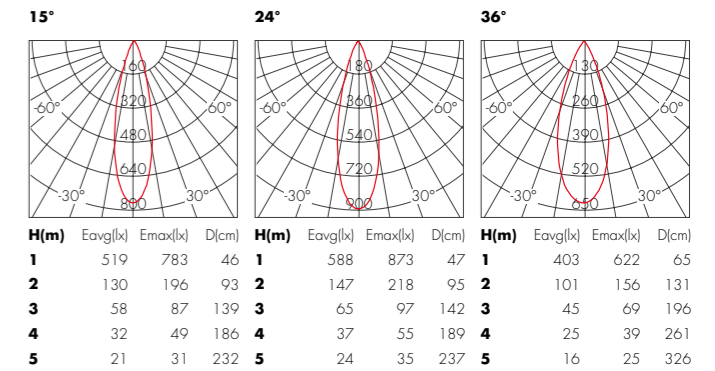 15° 24° 36°
160 180 130
320 360 260
-60° 60° -60° 60° -60° 60°
480 540 390
640 720 520
-30° 30° -30° 30° -30° 30°
800 900 650
H(m) Eavg(lx) Emax(lx) D(cm) H(m) Eavg(lx) Emax(lx) D(cm) H(m) Eavg(lx) Emax(lx) D(cm)
1 519 783 46 1 588 873 47 1 403 622 65
2 130 196 93 2 147 218 95 2 101 156 131
3 58 87 139 3 65 97 142 3 45 69 196
4 32 49 186 4 37 55 189 4 25 39 261
5 21 31 232 5 24 35 237 5 16 25 326